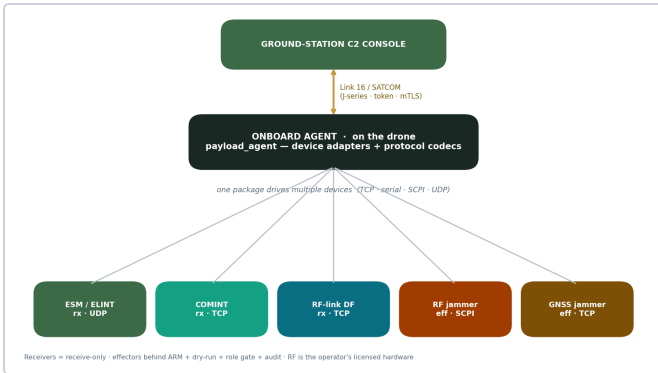 GROUND-STATION C2 CONSOLE
Link 16 / SATCOM
(J-series · token · mTLS)
ONBOARD AGENT · on the drone
payload_agent — device adapters + protocol codecs
one package drives multiple devices (TCP · serial · SCPI · UDP)
ESM / ELINT
rx · UDP
COMINT
rx · TCP
RF-link DF
rx · TCP
RF jammer
eff · SCPI
GNSS jammer
eff · TCP
Receivers = receive-only · effectors behind ARM + dry-run + role gate + audit · RF is the operator's licensed hardware